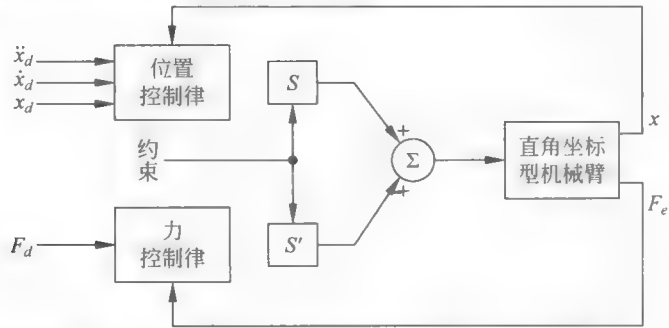 ẍ_d
ẋ_d
x_d
位置
控制律
S
约
束
+
Σ
+
直角坐标
型机械臂
x
F_e
S′
F_d
力
控制律